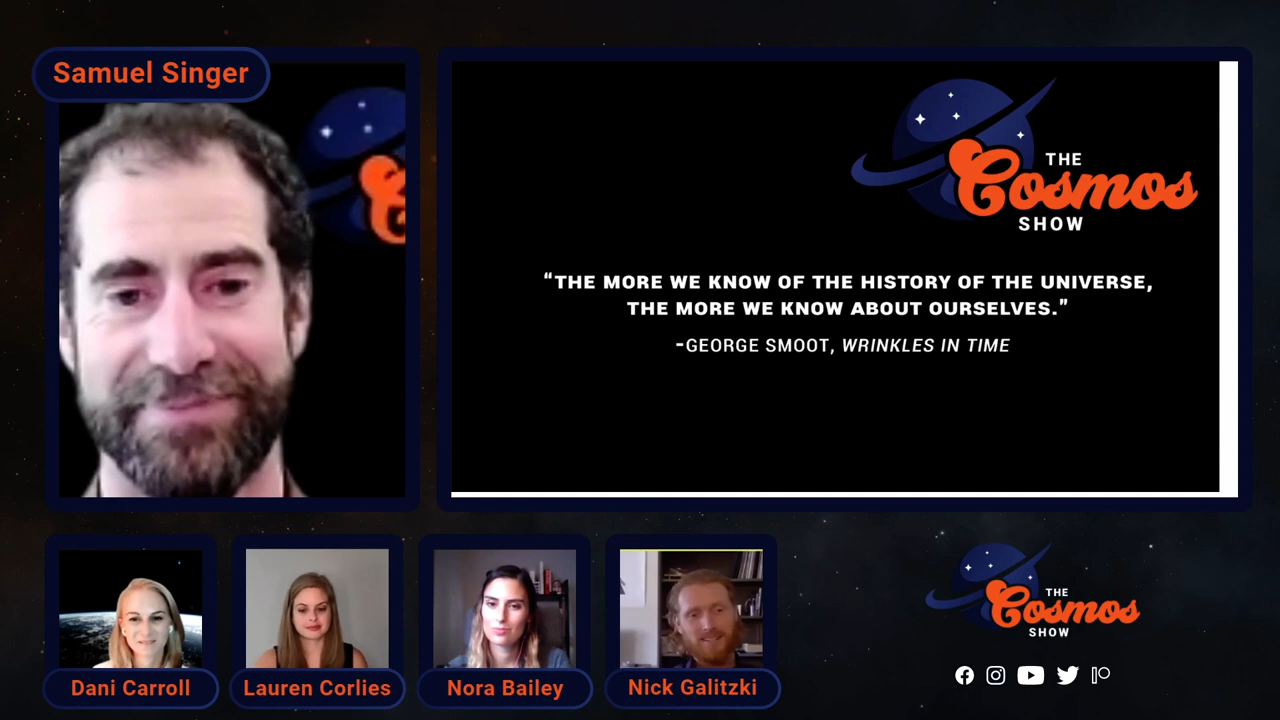 Samuel Singer
THE
Cosmos
SHOW
“THE MORE WE KNOW OF THE HISTORY OF THE UNIVERSE,
THE MORE WE KNOW ABOUT OURSELVES.”
-GEORGE SMOOT, WRINKLES IN TIME
Dani Carroll
Lauren Corlies
Nora Bailey
Nick Galitzki
THE
Cosmos
SHOW